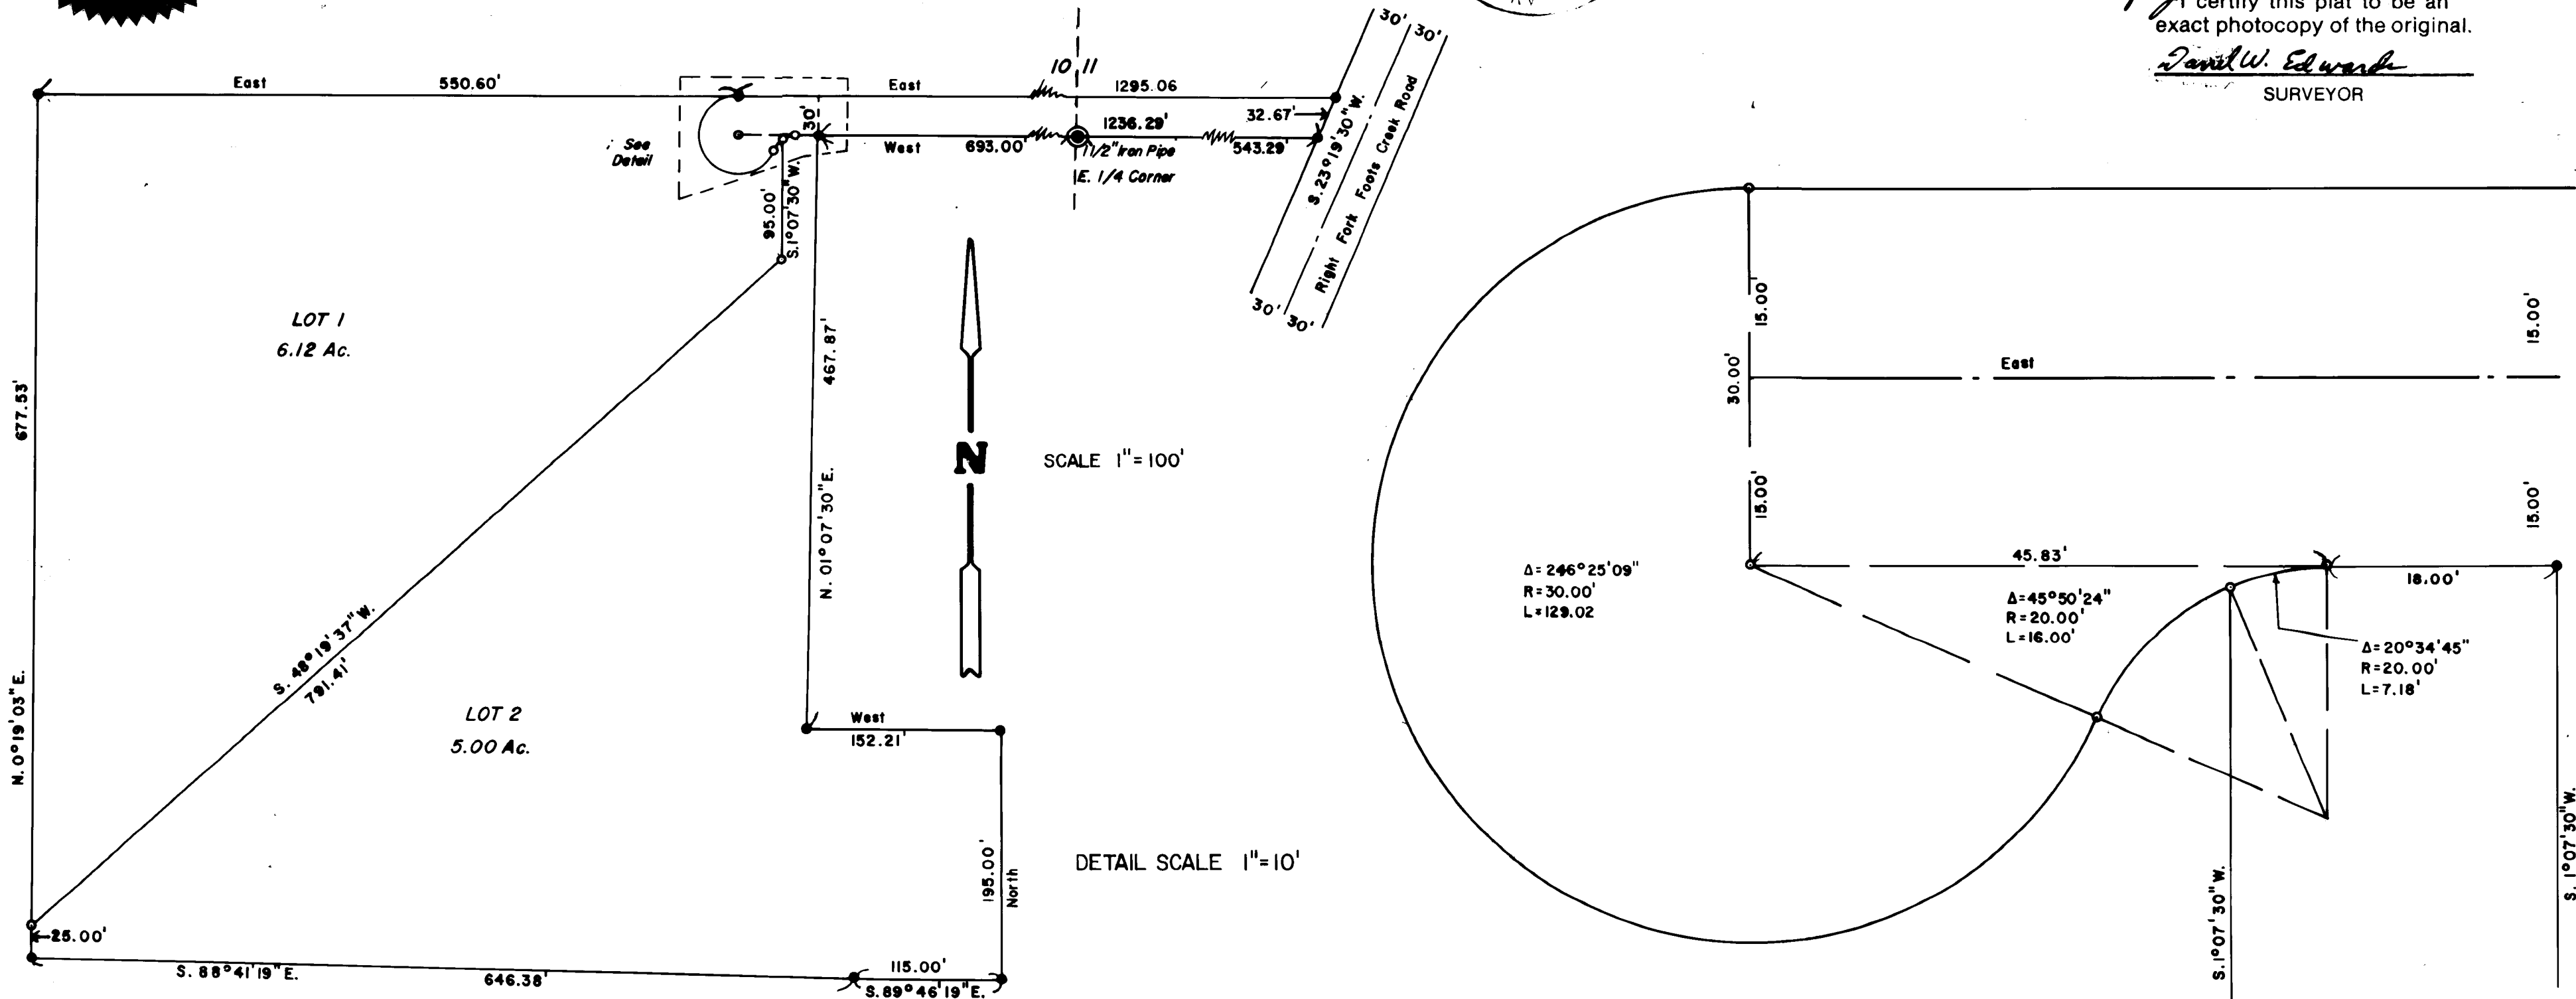 I certify this plat to be an
exact photocopy of the original.
David W. Edwards
SURVEYOR
East 550.60'
East 1295.06
10 11
30' 30'
30'
See
Detail
West 693.00'
1236.29'
1 1/2" Iron Pipe
E. 1/4 Corner
543.29'
32.67'
S. 23°19'30" W.
Right Fork Foots Creek Road
30' 30'
95.00'
S. 1°07'30" W.
LOT 1
6.12 Ac.
677.53'
N. 0°19'03" E.
S. 48°19'37" W.
791.41'
467.87'
N. 01°07'30" E.
N
SCALE 1"=100'
LOT 2
5.00 Ac.
West
152.21'
195.00'
North
25.00'
S. 88°41'19" E. 646.38'
115.00'
S. 89°46'19" E.
DETAIL SCALE 1"=10'
15.00'
30.00'
15.00'
East
15.00'
15.00'
45.83'
18.00'
Δ=246°25'09"
R=30.00'
L=129.02
Δ=45°50'24"
R=20.00'
L=16.00'
Δ=20°34'45"
R=20.00'
L=7.18'
S. 1°07'30" W.
S. 1°07'30" W.